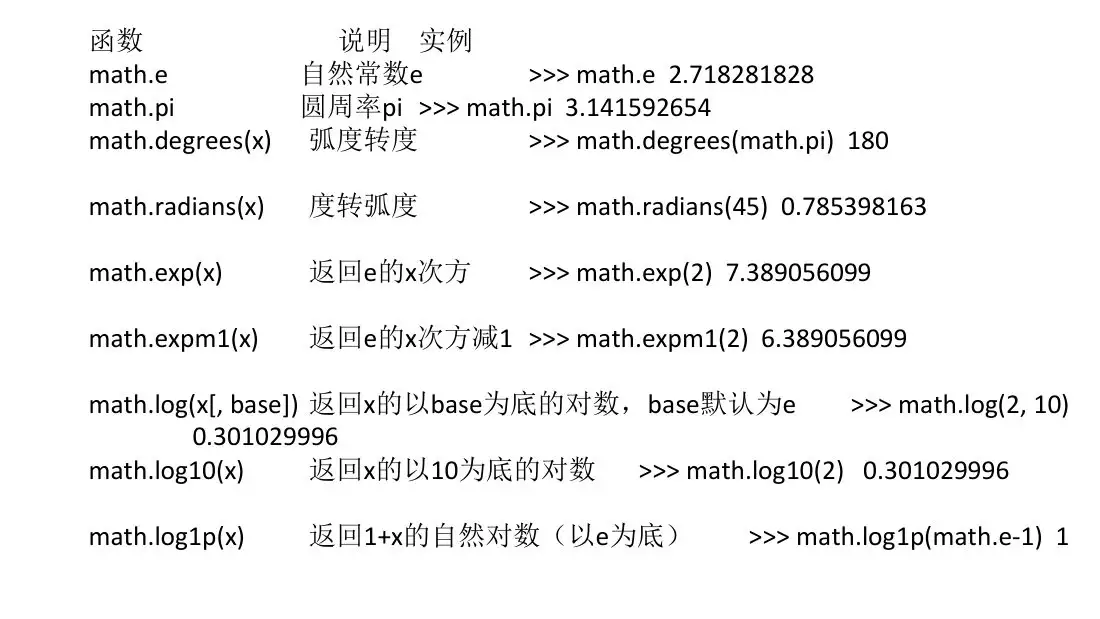 函数 说明 实例
math.e 自然常数e >>> math.e 2.718281828
math.pi 圆周率pi >>> math.pi 3.141592654
math.degrees(x) 弧度转度 >>> math.degrees(math.pi) 180
math.radians(x) 度转弧度 >>> math.radians(45) 0.785398163
math.exp(x) 返回e的x次方 >>> math.exp(2) 7.389056099
math.expm1(x) 返回e的x次方减1 >>> math.expm1(2) 6.389056099
math.log(x[, base]) 返回x的以base为底的对数，base默认为e >>> math.log(2, 10)
0.301029996
math.log10(x) 返回x的以10为底的对数 >>> math.log10(2) 0.301029996
math.log1p(x) 返回1+x的自然对数（以e为底） >>> math.log1p(math.e-1) 1